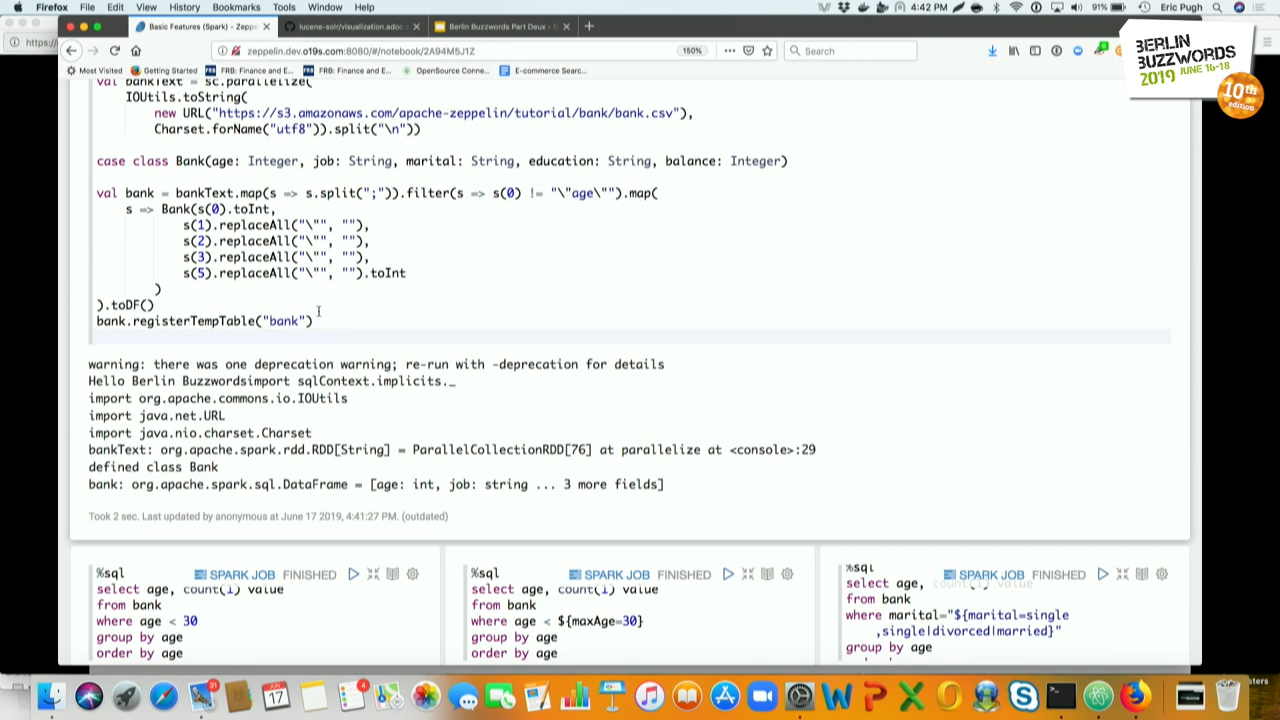 Firefox File Edit View History Bookmarks Tools Window Help
4:42 PM 91% Eric Pugh
Basic Features (Spark) - Zepp
lucene-solr/visualization.adoc
Berlin Buzzwords Part Deux -
https://
zeppelin.dev.o19s.com:8080/#/notebook/2A94M5J1Z
150%
Search
Most Visited
Getting Started
FRB: Finance and E...
FRB: Finance and E...
OpenSource Conne...
E-commerce Searc...
BERLIN
BUZZWORDS
2019 JUNE 16-18
10th
edition
val bankText = sc.parallelize(
IOUtils.toString(
new URL("https://s3.amazonaws.com/apache-zeppelin/tutorial/bank/bank.csv"),
Charset.forName("utf8")).split("\n"))
case class Bank(age: Integer, job: String, marital: String, education: String, balance: Integer)
val bank = bankText.map(s => s.split(";")).filter(s => s(0) != "\"age\"").map(
s => Bank(s(0).toInt,
s(1).replaceAll("\"", ""),
s(2).replaceAll("\"", ""),
s(3).replaceAll("\"", ""),
s(5).replaceAll("\"", "").toInt
)
).toDF()
bank.registerTempTable("bank")
warning: there was one deprecation warning; re-run with -deprecation for details
Hello Berlin Buzzwordsimport sqlContext.implicits._
import org.apache.commons.io.IOUtils
import java.net.URL
import java.nio.charset.Charset
bankText: org.apache.spark.rdd.RDD[String] = ParallelCollectionRDD[76] at parallelize at <console>:29
defined class Bank
bank: org.apache.spark.sql.DataFrame = [age: int, job: string ... 3 more fields]
Took 2 sec. Last updated by anonymous at June 17 2019, 4:41:27 PM. (outdated)
%sql
SPARK JOB FINISHED
select age, count(1) value
from bank
where age < 30
group by age
order by age
%sql
SPARK JOB FINISHED
select age, count(1) value
from bank
where age < ${maxAge=30}
group by age
order by age
%sql
SPARK JOB FINISHED
select age, count(1) value
from bank
where marital="${marital=single
,single|divorced|married}"
group by age
31
17
4